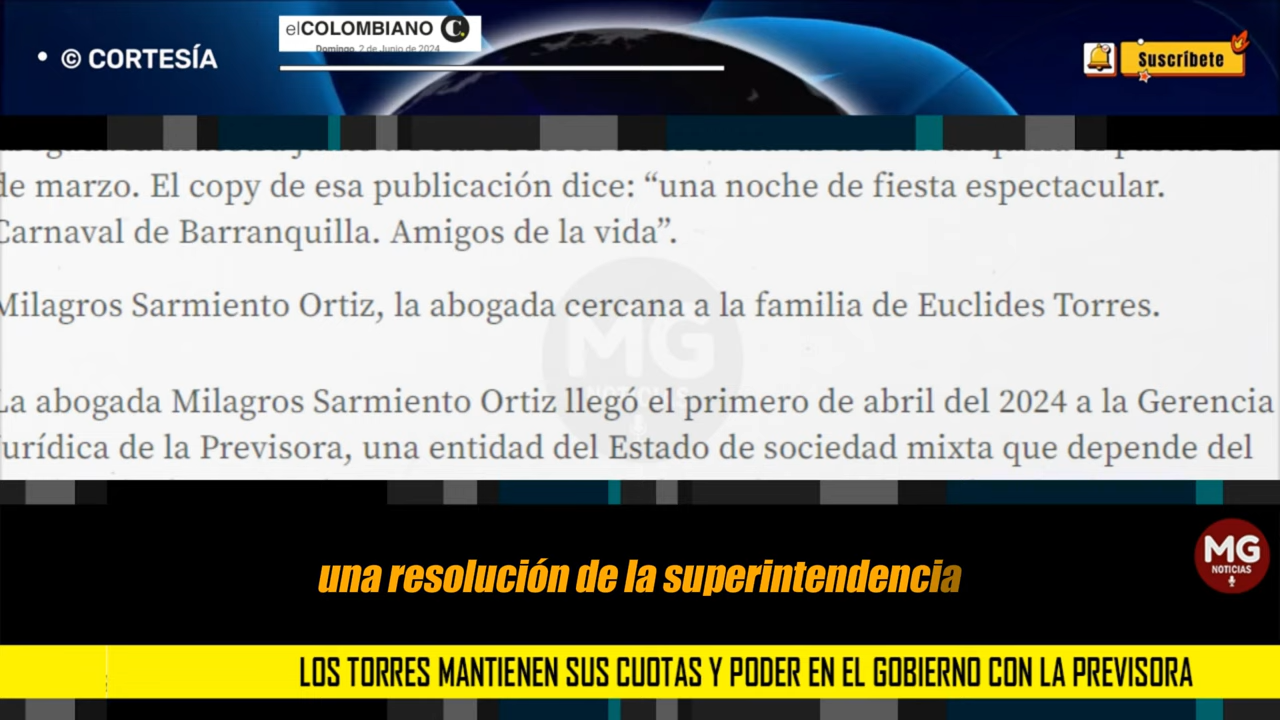 elCOLOMBIANO C.
Domingo, 2 de Junio de 2024
• © CORTESÍA
Suscríbete
de marzo. El copy de esa publicación dice: “una noche de fiesta espectacular.
Carnaval de Barranquilla. Amigos de la vida”.
Milagros Sarmiento Ortiz, la abogada cercana a la familia de Euclides Torres.
La abogada Milagros Sarmiento Ortiz llegó el primero de abril del 2024 a la Gerencia
Jurídica de la Previsora, una entidad del Estado de sociedad mixta que depende del
MG
NOTICIAS
una resolución de la superintendencia
MG
NOTICIAS
LOS TORRES MANTIENEN SUS CUOTAS Y PODER EN EL GOBIERNO CON LA PREVISORA